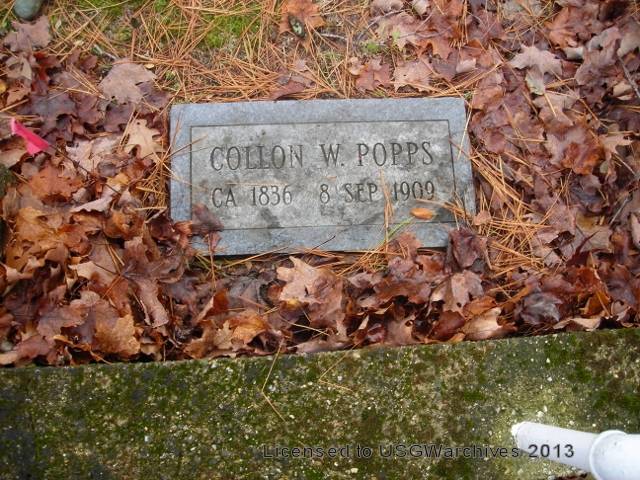 COLLON W. POPPS
CA 1836 8 SEP 1909
Licensed to USGWarchives 2013